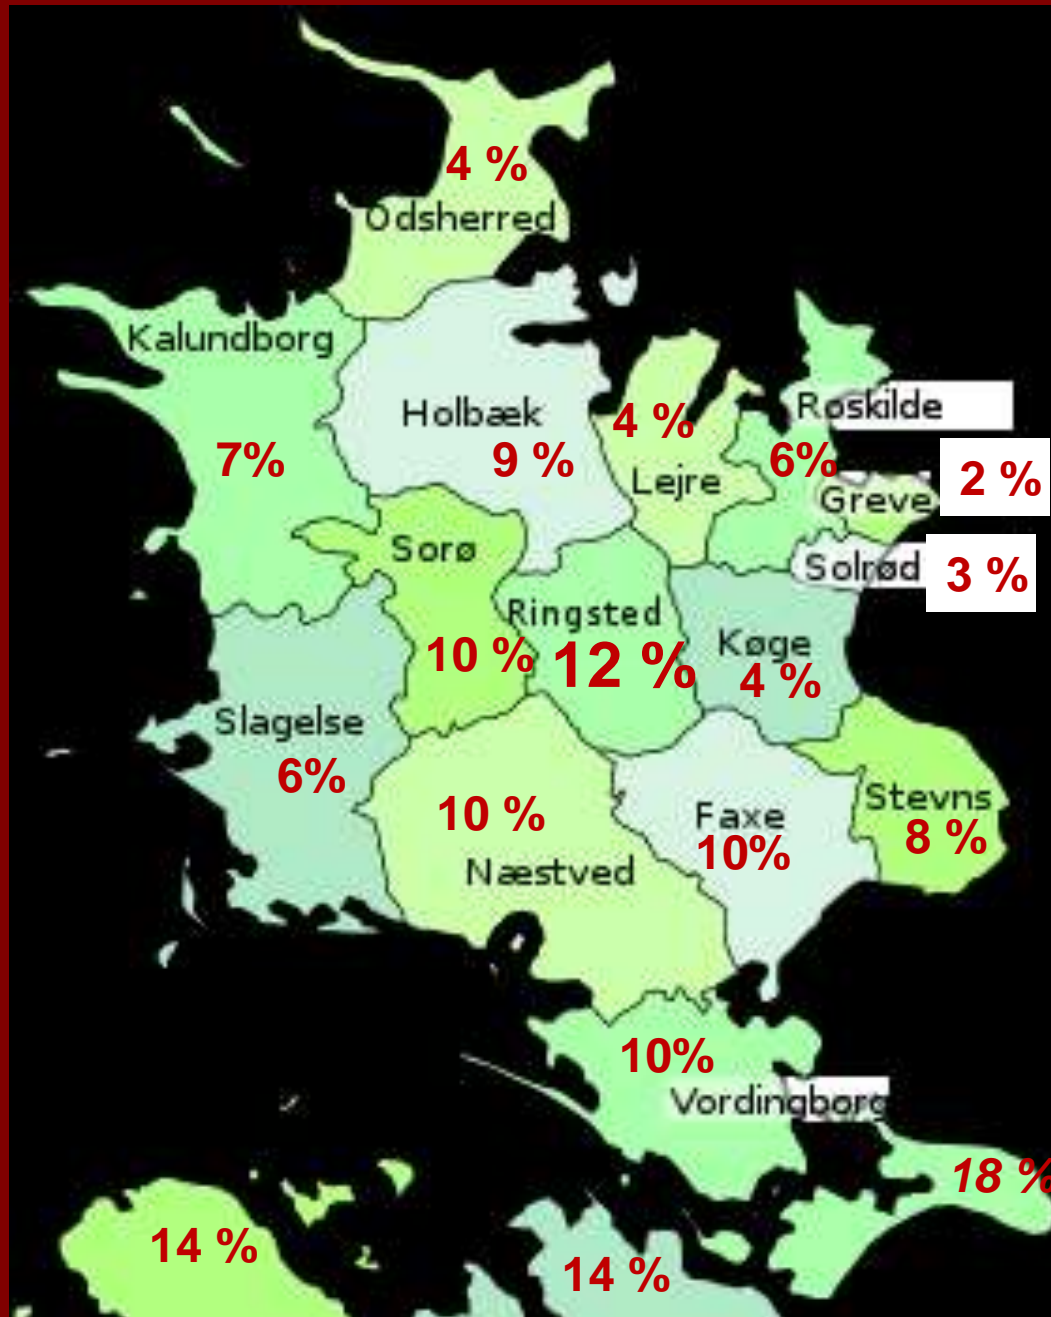 4 %
Odsherred
Kalundborg
7%
Holbæk
9 %
4 %
Lejre
Roskilde
6%
Greve
2 %
Solrød
3 %
Sorø
10 %
Ringsted
12 %
Køge
4 %
Slagelse
6%
10 %
Næstved
Faxe
10%
Stevns
8 %
10%
Vordingborg
18 %
14 %
14 %